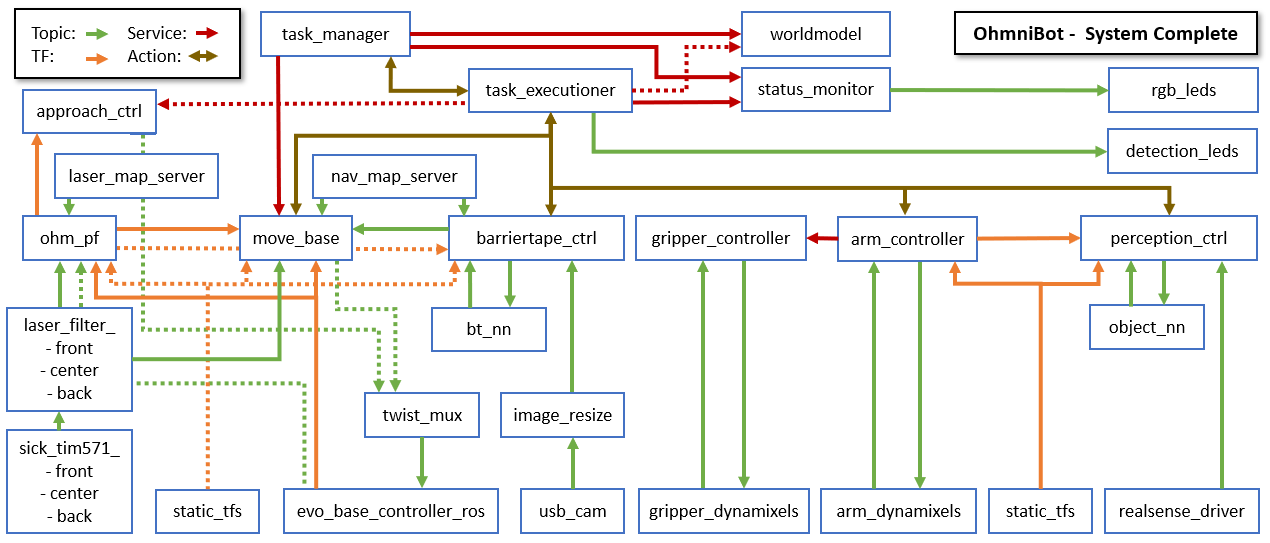 Topic: Service:
TF: Action:
task_manager
worldmodel
OhmniBot - System Complete
approach_ctrl
task_executioner
status_monitor
rgb_leds
detection_leds
laser_map_server
nav_map_server
ohm_pf
move_base
barriertape_ctrl
gripper_controller
arm_controller
perception_ctrl
laser_filter_
- front
- center
- back
bt_nn
object_nn
twist_mux
image_resize
sick_tim571_
- front
- center
- back
static_tfs
evo_base_controller_ros
usb_cam
gripper_dynamixels
arm_dynamixels
static_tfs
realsense_driver